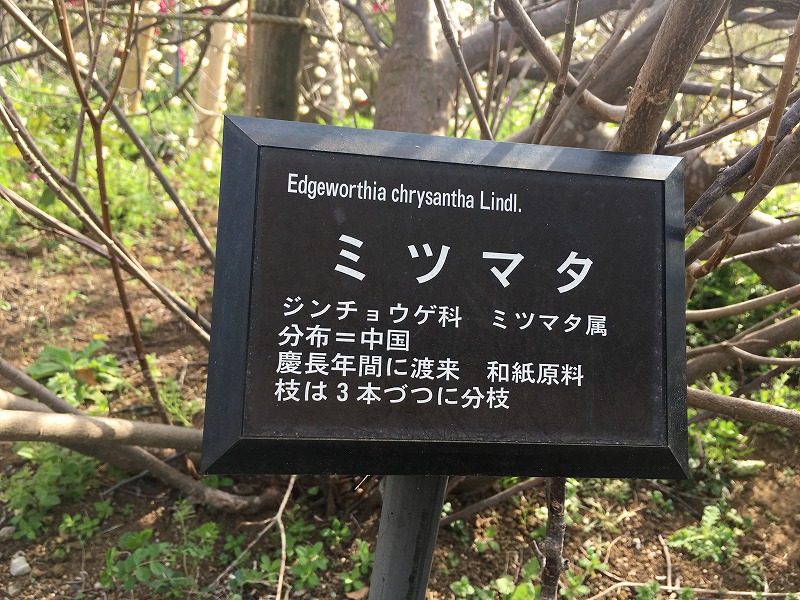 Edgeworthia chrysantha Lindl.
ミツマタ
ジンチョウゲ科　ミツマタ属
分布＝中国
慶長年間に渡来　和紙原料
枝は３本づつに分枝